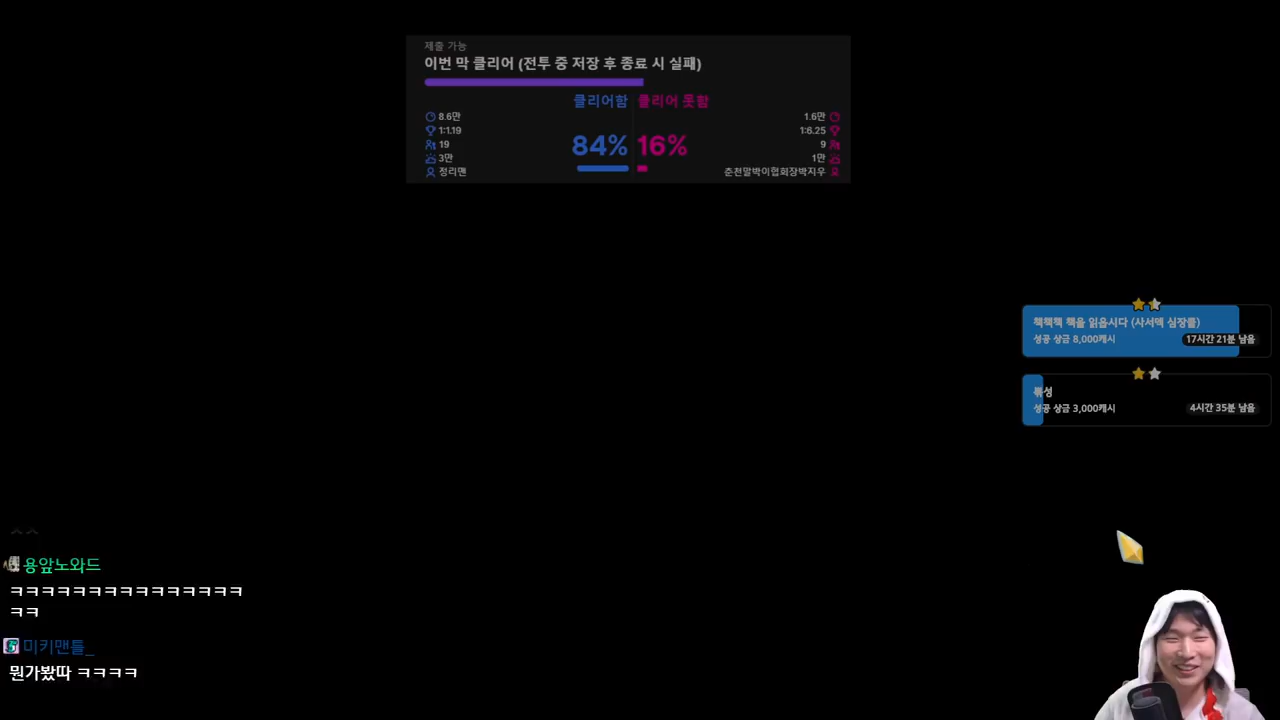 제출 가능
이번 막 클리어 (전투 중 저장 후 종료 시 실패)
클리어함 클리어 못함
8.6만 1.6만
1:1.19 1:6.25
19 84% 16% 9
3만 1만
정리맨 춘천말박이협회장박지우
책책책 책을 읽읍시다 (사서덱 심장클)
성공 상금 8,000캐시 17시간 21분 남음
뷲성
성공 상금 3,000캐시 4시간 35분 남음
^^
용앞노와드
ㅋㅋㅋㅋㅋㅋㅋㅋㅋㅋㅋㅋㅋㅋㅋ
ㅋㅋ
미키맨틀_
뭔가봤따 ㅋㅋㅋㅋ